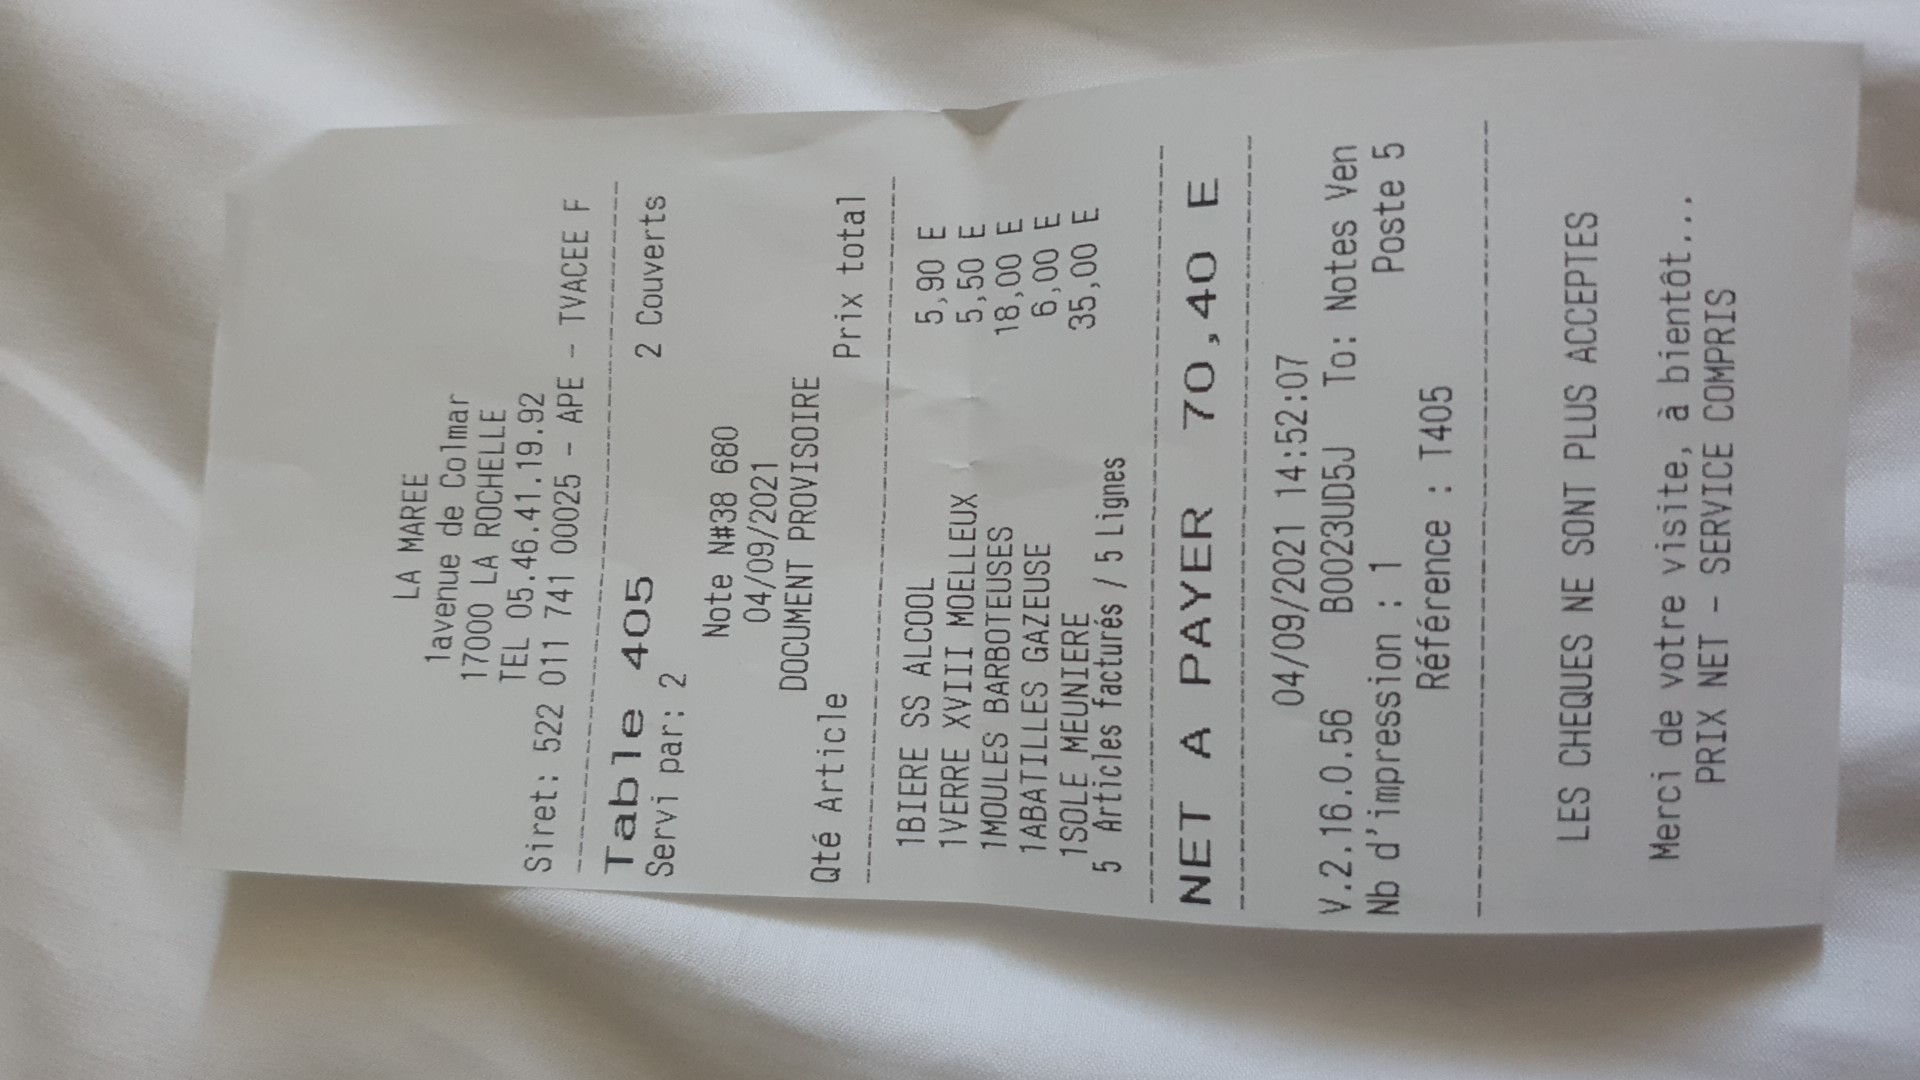 LA MAREE
1avenue de Colmar
17000 LA ROCHELLE
TEL 05.46.41.19.92
Siret: 522 011 741 00025 - APE - TVACEE F
Table 405
Servi par: 2 2 Couverts
Note N#38 680
04/09/2021
DOCUMENT PROVISOIRE
Qté Article Prix total
1BIERE SS ALCOOL 5,90 E
1VERRE XVIII MOELLEUX 5,50 E
1MOULES BARBOTEUSES 18,00 E
1ABATILLES GAZEUSE 6,00 E
1SOLE MEUNIERE 35,00 E
5 Articles facturés / 5 Lignes
NET A PAYER 70,40 E
04/09/2021 14:52:07
V.2.16.0.56 B0023UD5J To: Notes Ven
Nb d'impression : 1 Poste 5
Référence : T405
LES CHEQUES NE SONT PLUS ACCEPTES
Merci de votre visite, à bientôt...
PRIX NET - SERVICE COMPRIS